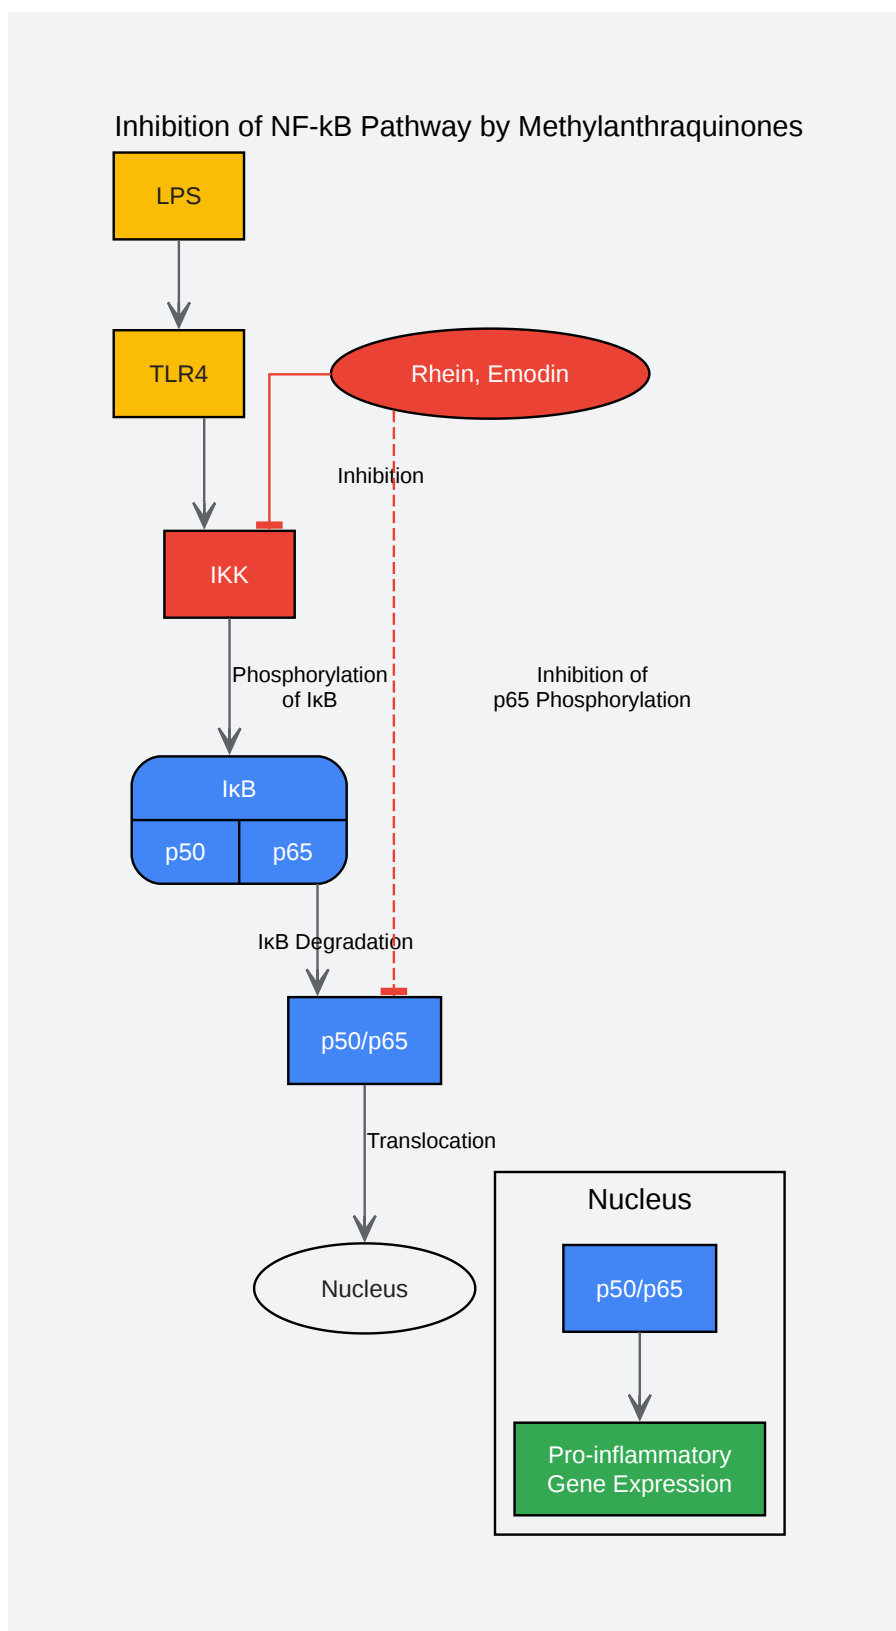 Inhibition of NF-kB Pathway by Methylanthraquinones
LPS
TLR4
Rhein, Emodin
Inhibition
IKK
Phosphorylation
of IκB
Inhibition of
p65 Phosphorylation
IκB
p50
p65
IκB Degradation
p50/p65
Translocation
Nucleus
Nucleus
p50/p65
Pro-inflammatory
Gene Expression